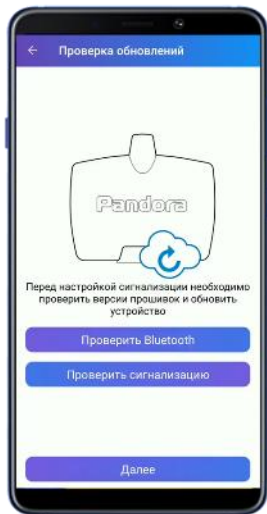 Проверка обновлений
Pandora
Перед настройкой сигнализации необходимо
проверить версии прошивок и обновить
устройство
Проверить Bluetooth
Проверить сигнализацию
Далее